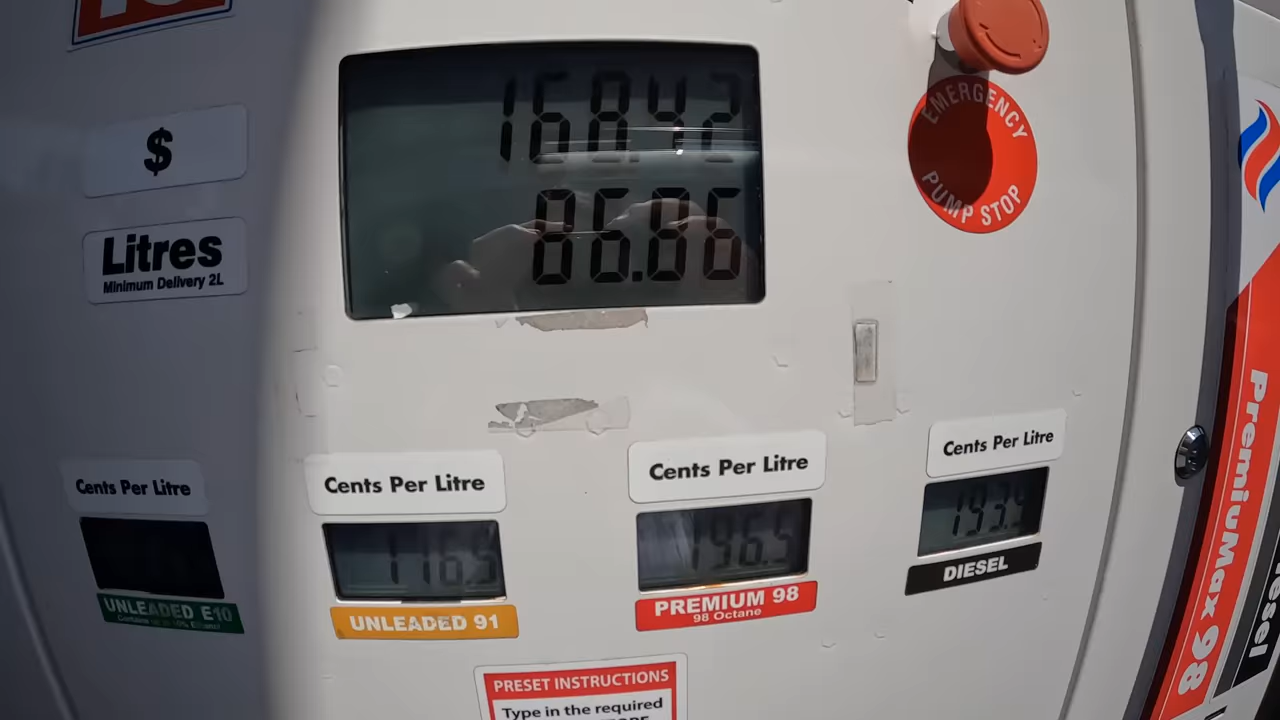 $
168.42
Litres
Minimum Delivery 2L
86.86
EMERGENCY
PUMP STOP
Cents Per Litre
UNLEADED E10
Cents Per Litre
UNLEADED 91
Cents Per Litre
196.5
PREMIUM 98
98 Octane
Cents Per Litre
193.9
DIESEL
PremiumMax 98
PRESET INSTRUCTIONS
Type in the required